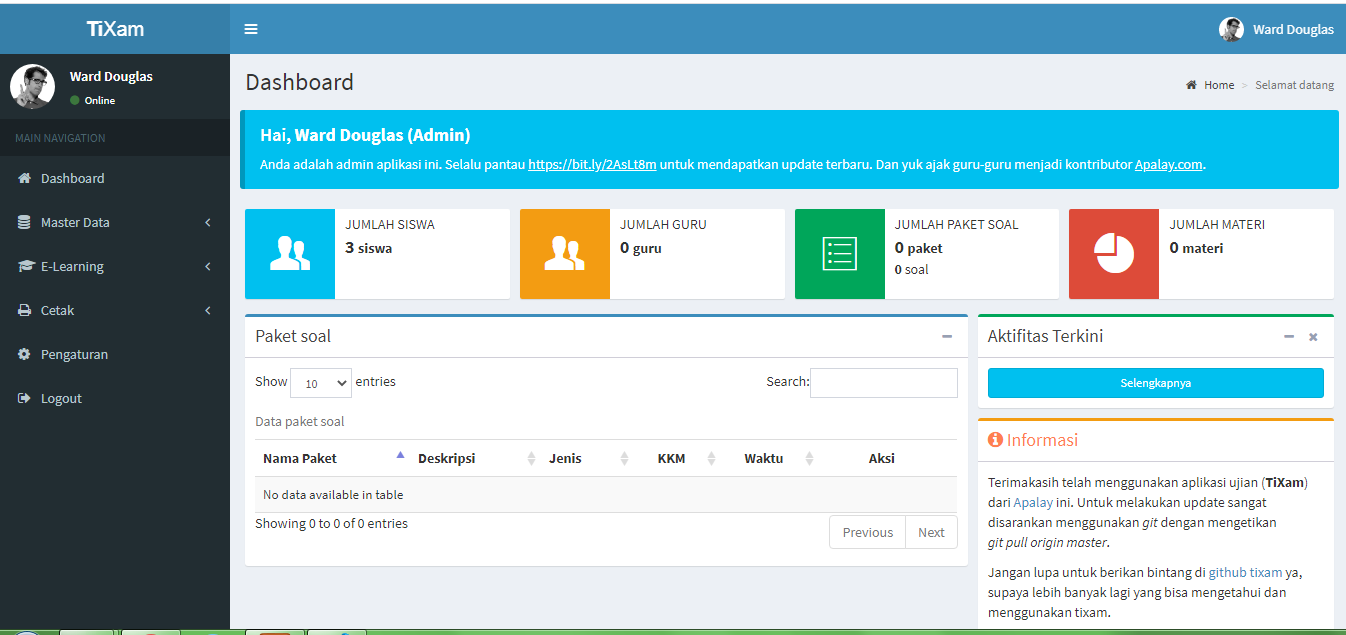 TiXam
Ward Douglas
Ward Douglas
Online
MAIN NAVIGATION
Dashboard
Master Data
E-Learning
Cetak
Pengaturan
Logout
Dashboard
Home > Selamat datang
Hai, Ward Douglas (Admin)
Anda adalah admin aplikasi ini. Selalu pantau https://bit.ly/2AsLt8m untuk mendapatkan update terbaru. Dan yuk ajak guru-guru menjadi kontributor Apalay.com.
JUMLAH SISWA
3 siswa
JUMLAH GURU
0 guru
JUMLAH PAKET SOAL
0 paket
0 soal
JUMLAH MATERI
0 materi
Paket soal
Show 10 entries
Search:
Data paket soal
Nama Paket Deskripsi Jenis KKM Waktu Aksi
No data available in table
Showing 0 to 0 of 0 entries
Previous Next
Aktifitas Terkini
Selengkapnya
Informasi
Terimakasih telah menggunakan aplikasi ujian (TiXam)
dari Apalay ini. Untuk melakukan update sangat
disarankan menggunakan git dengan mengetikan
git pull origin master.
Jangan lupa untuk berikan bintang di github tixam ya,
supaya lebih banyak lagi yang bisa mengetahui dan
menggunakan tixam.